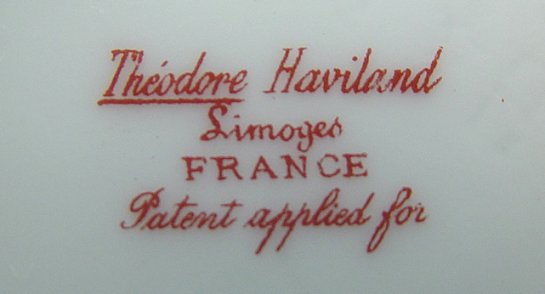 Théodore Haviland
Limoges
FRANCE
Patent applied for